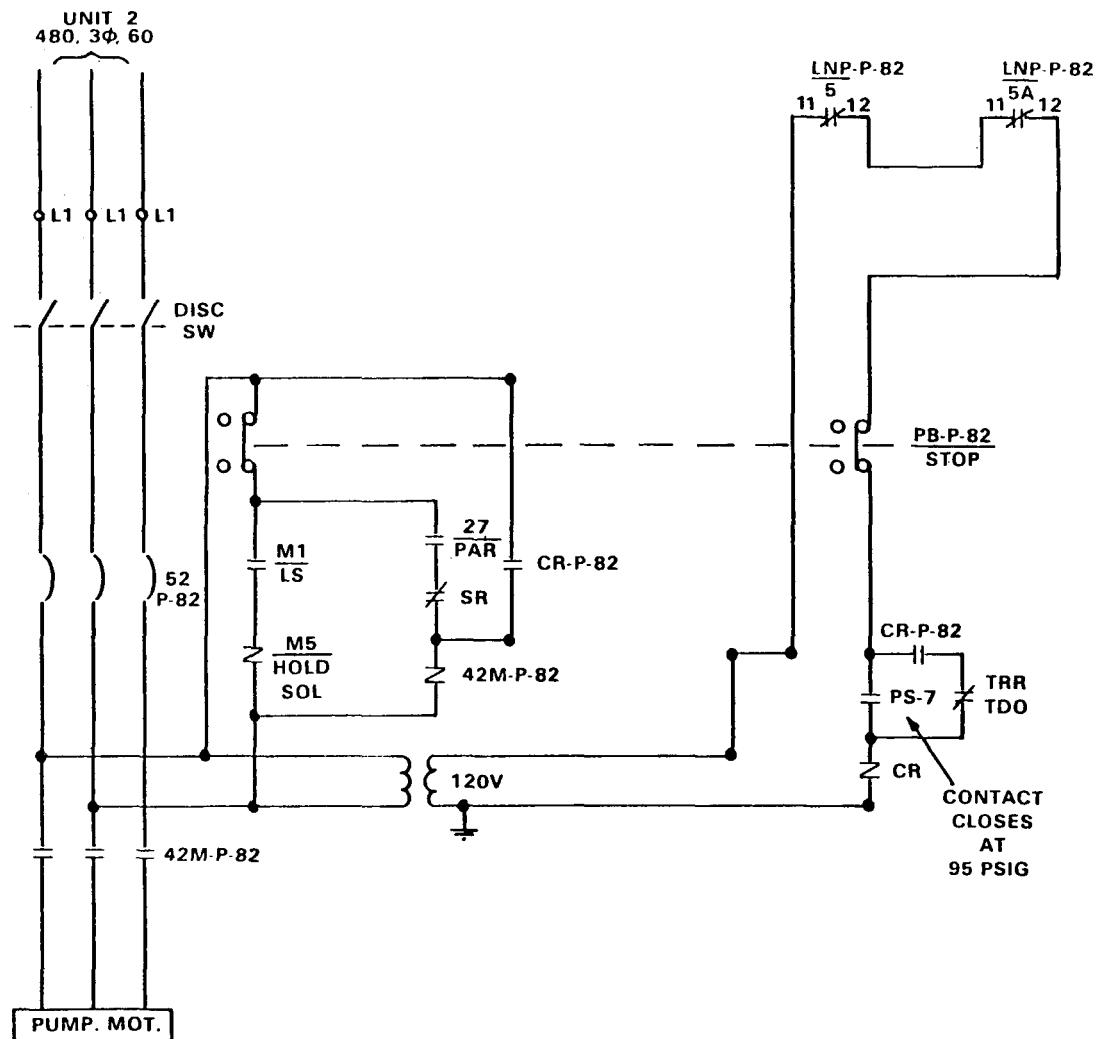 UNIT 2
480, 3ϕ, 60
LNP-P-82
5
11 12
LNP-P-82
5A
11 12
L1 L1 L1
DISC
SW
PB-P-82
STOP
52
P-82
M1
LS
27
PAR
CR-P-82
SR
M5
HOLD
SOL
42M-P-82
CR-P-82
PS-7
TRR
TDO
CR
120V
CONTACT
CLOSES
AT
95 PSIG
42M-P-82
PUMP. MOT.